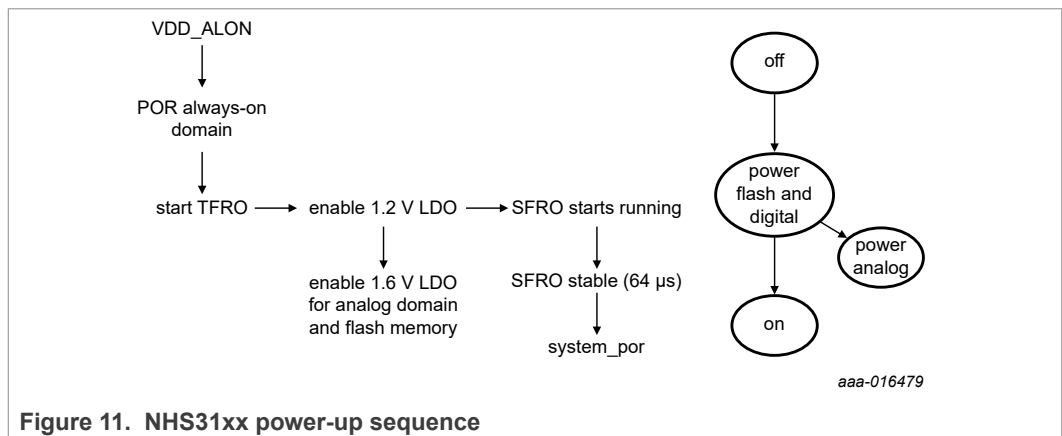 VDD_ALON
POR always-on
domain
start TFRO
enable 1.2 V LDO
SFRO starts running
enable 1.6 V LDO
for analog domain
and flash memory
SFRO stable (64 µs)
system_por
off
power
flash and
digital
power
analog
on
aaa-016479
Figure 11. NHS31xx power-up sequence